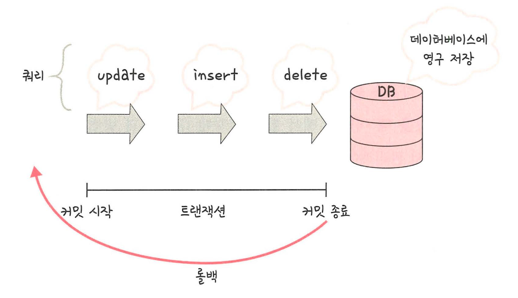 데이터베이스에
영구 저장
쿼리
update
insert
delete
DB
커밋 시작
트랜잭션
커밋 종료
롤백